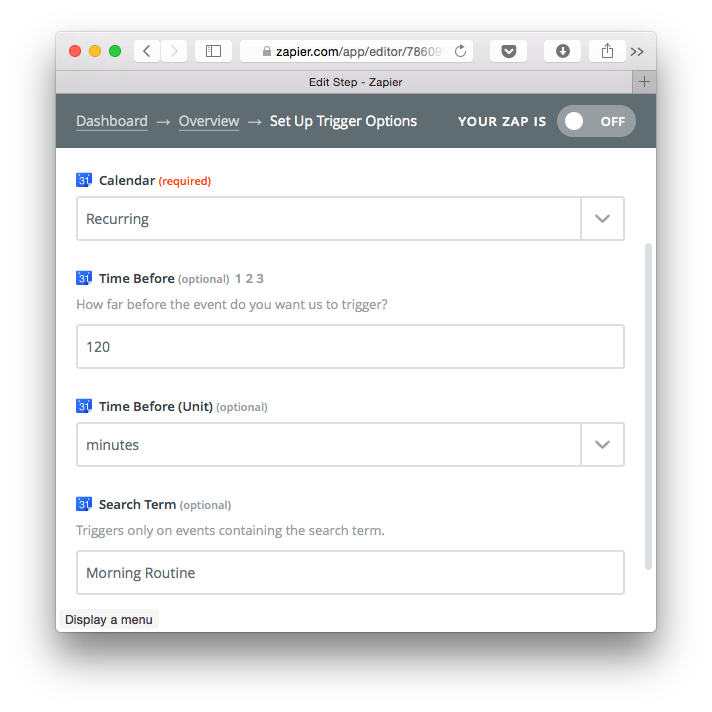 zapier.com/app/editor/78609
Edit Step - Zapier
Dashboard → Overview → Set Up Trigger Options YOUR ZAP IS OFF
31 Calendar (required)
Recurring
31 Time Before (optional) 1 2 3
How far before the event do you want us to trigger?
120
31 Time Before (Unit) (optional)
minutes
31 Search Term (optional)
Triggers only on events containing the search term.
Morning Routine
Display a menu